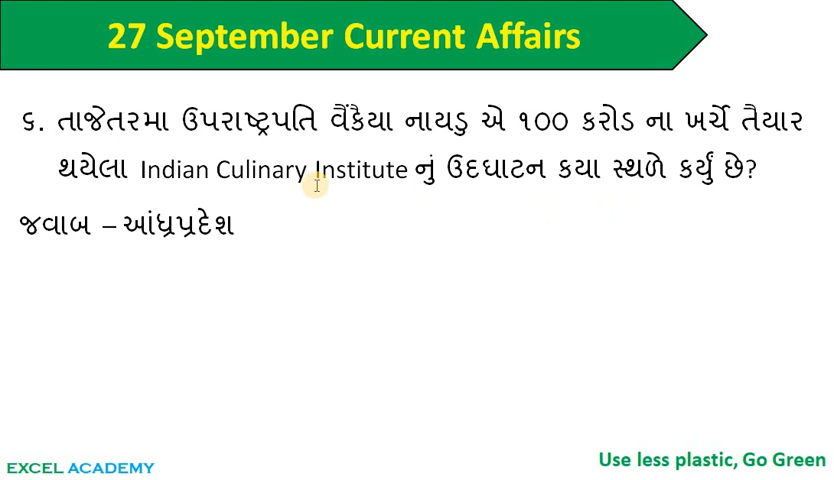 27 September Current Affairs
૬. તાજેતરમા ઉપરાષ્ટ્રપતિ વૈંકૈયા નાયડુ એ ૧૦૦ કરોડ ના ખર્ચે તૈયાર
થયેલા Indian Culinary Institute નું ઉદઘાટન કયા સ્થળે કર્યું છે?
જવાબ – આંધ્રપ્રદેશ
Use less plastic, Go Green
EXCEL ACADEMY